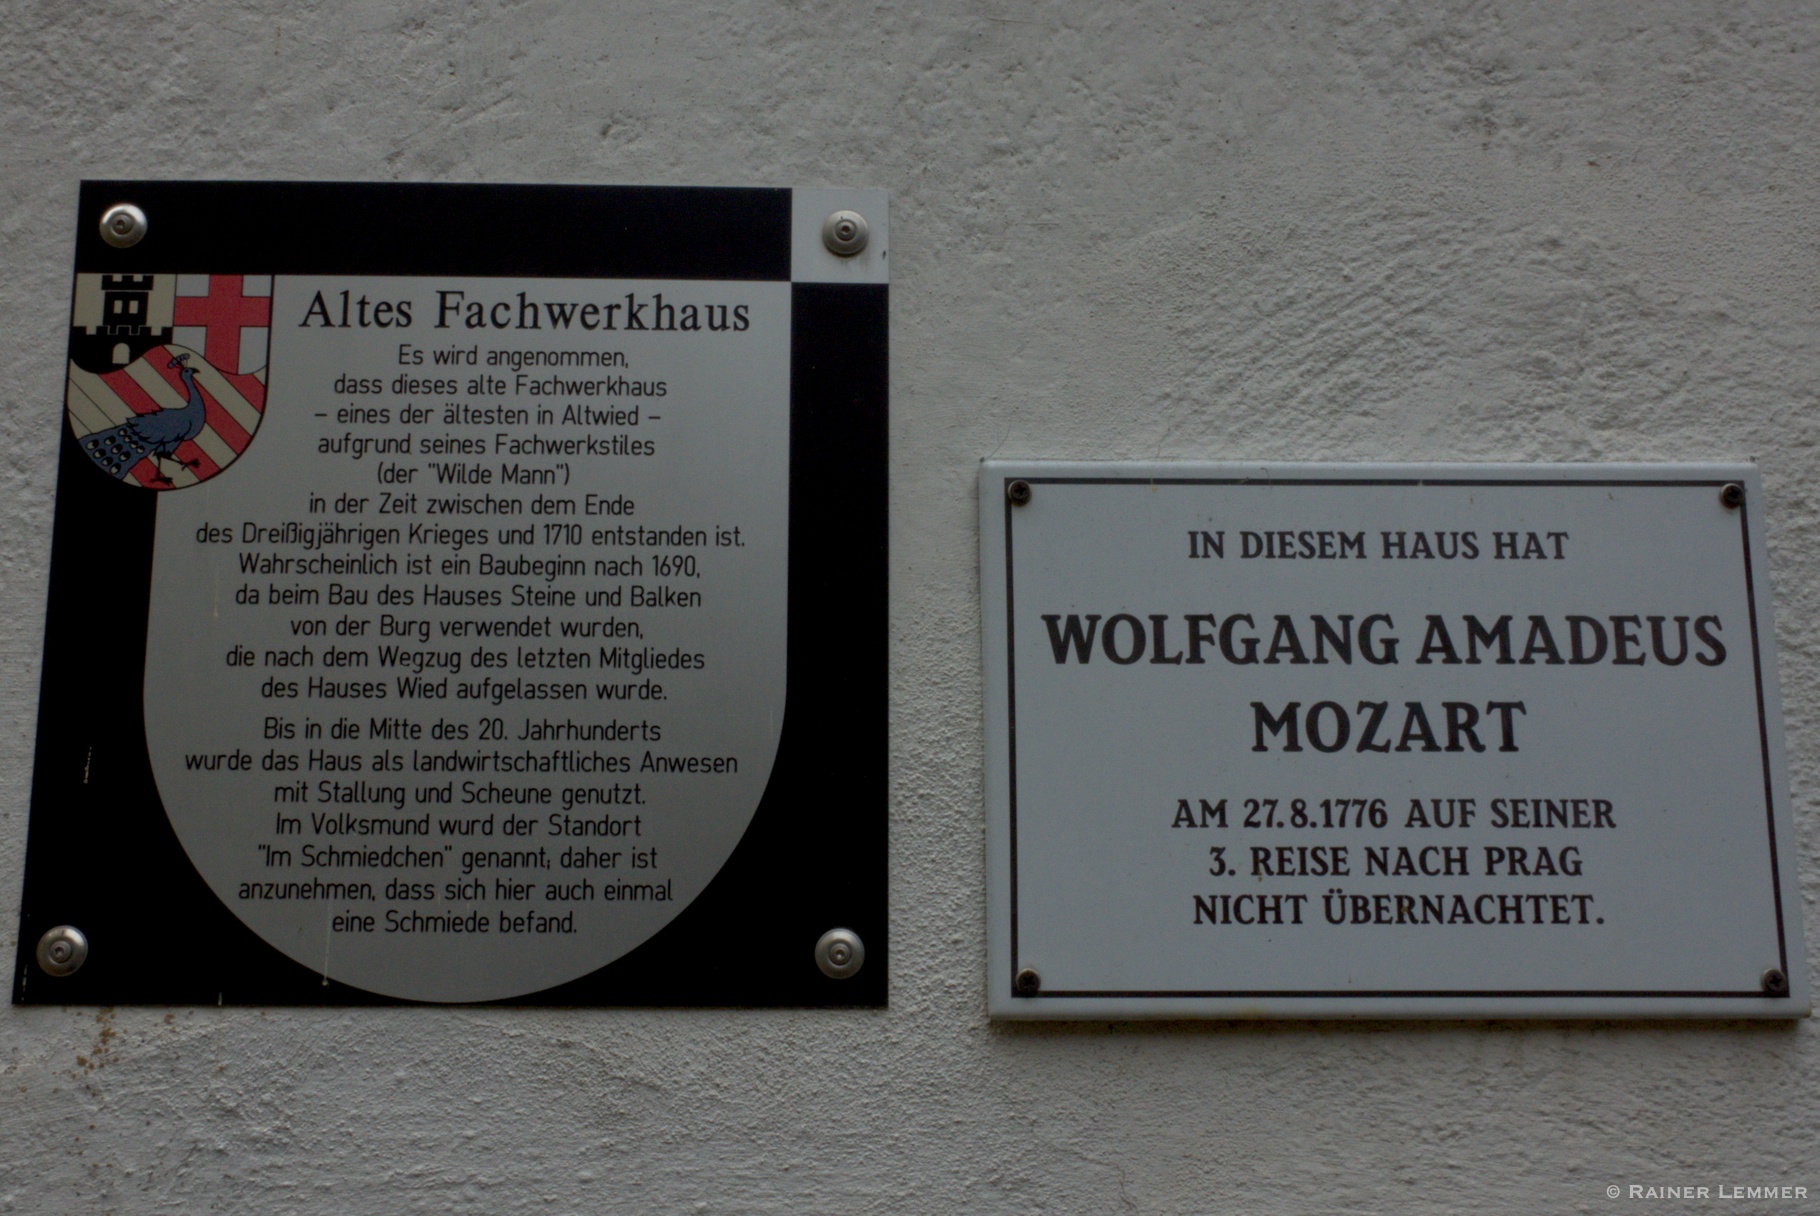 Altes Fachwerkhaus
Es wird angenommen,
dass dieses alte Fachwerkhaus
– eines der ältesten in Altwied –
aufgrund seines Fachwerkstiles
(der "Wilde Mann")
in der Zeit zwischen dem Ende
des Dreißigjährigen Krieges und 1710 entstanden ist.
Wahrscheinlich ist ein Baubeginn nach 1690,
da beim Bau des Hauses Steine und Balken
von der Burg verwendet wurden,
die nach dem Wegzug des letzten Mitgliedes
des Hauses Wied aufgelassen wurde.
Bis in die Mitte des 20. Jahrhunderts
wurde das Haus als landwirtschaftliches Anwesen
mit Stallung und Scheune genutzt.
Im Volksmund wurd der Standort
"Im Schmiedchen" genannt; daher ist
anzunehmen, dass sich hier auch einmal
eine Schmiede befand.
IN DIESEM HAUS HAT
WOLFGANG AMADEUS
MOZART
AM 27.8.1776 AUF SEINER
3. REISE NACH PRAG
NICHT ÜBERNACHTET.
© RAINER LEMMER